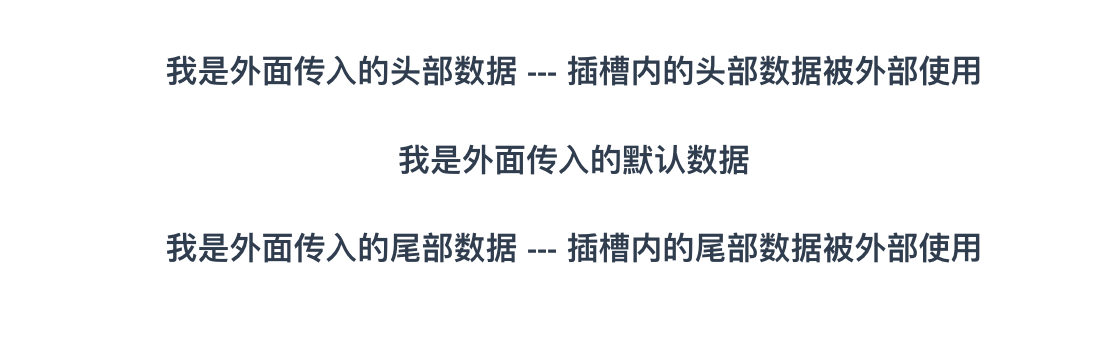 我是外面传入的头部数据 --- 插槽内的头部数据被外部使用
我是外面传入的默认数据
我是外面传入的尾部数据 --- 插槽内的尾部数据被外部使用